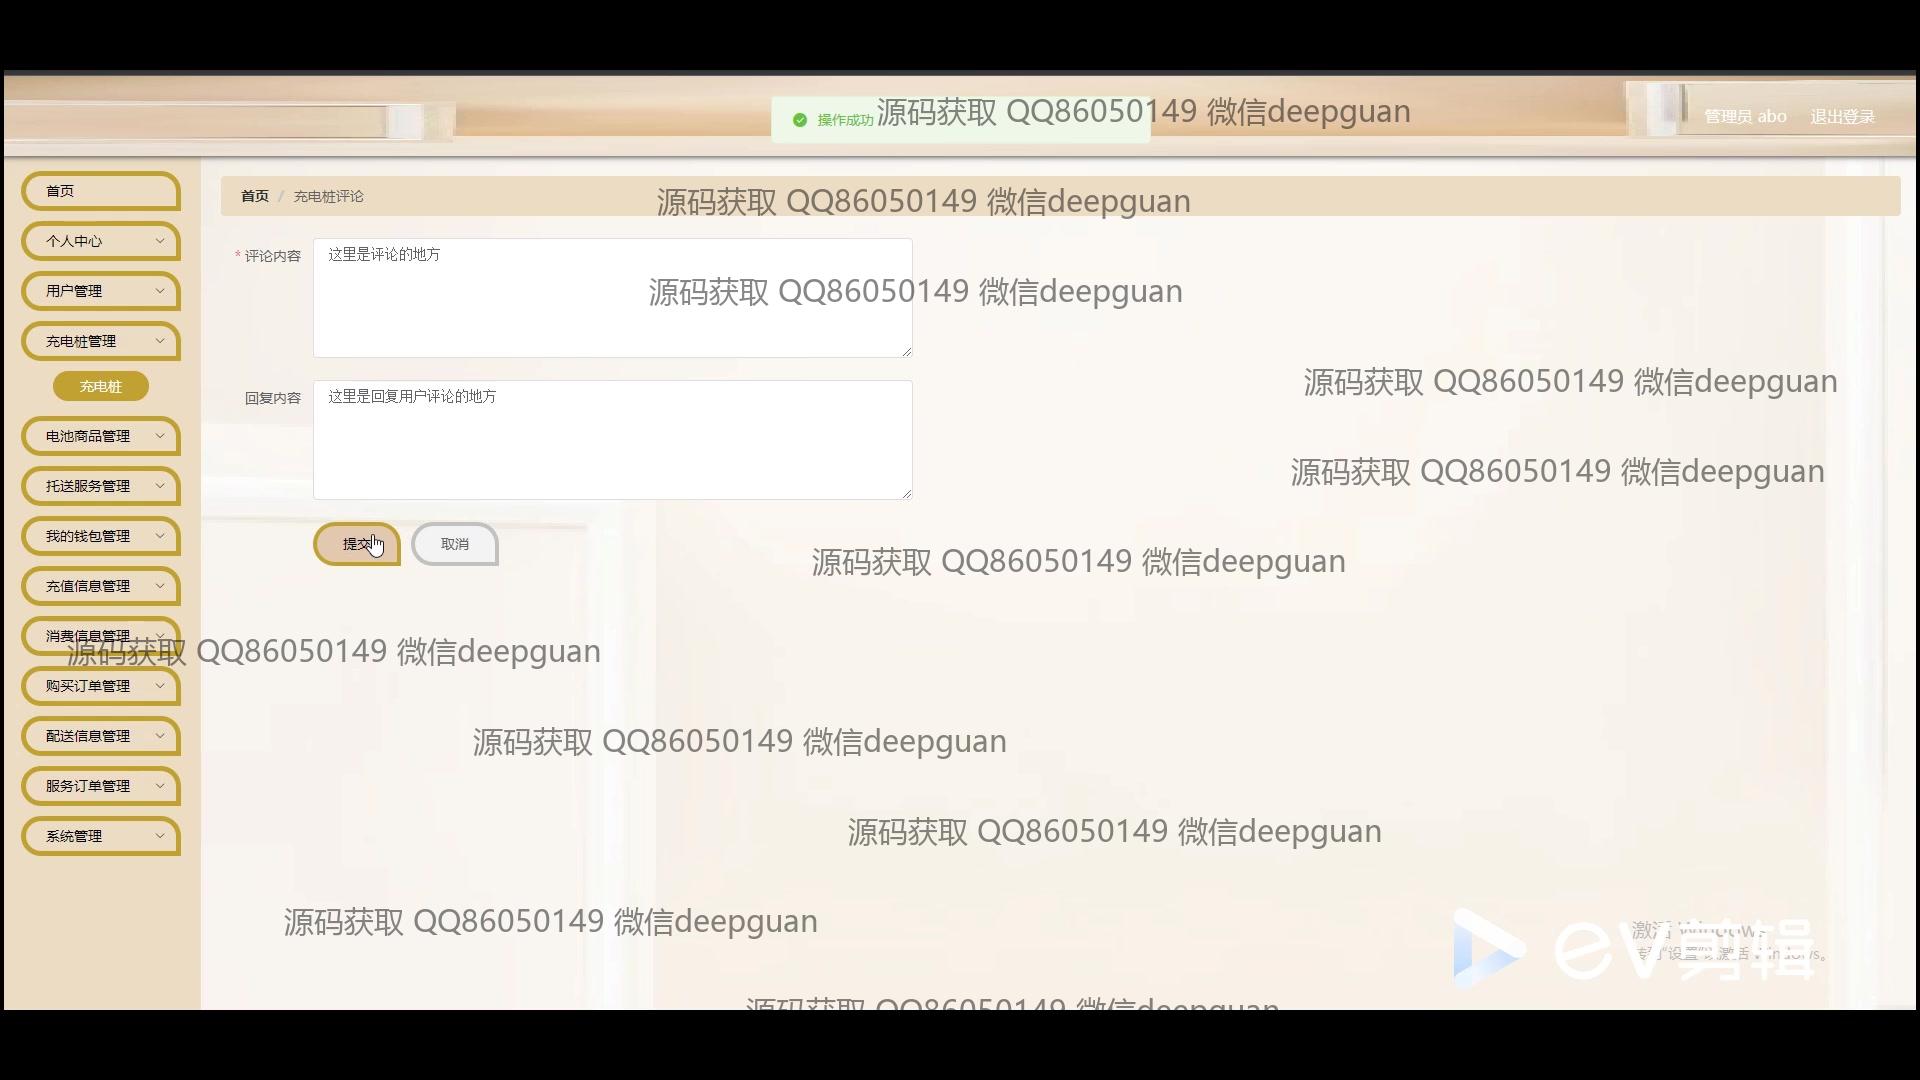 操作成功
源码获取 QQ86050149 微信deepguan
管理员 abo
退出登录
首页
个人中心
用户管理
充电桩管理
充电桩
电池商品管理
托送服务管理
我的钱包管理
充值信息管理
消费信息管理
购买订单管理
配送信息管理
服务订单管理
系统管理
首页 / 充电桩评论
源码获取 QQ86050149 微信deepguan
* 评论内容
这里是评论的地方
源码获取 QQ86050149 微信deepguan
源码获取 QQ86050149 微信deepguan
回复内容
这里是回复用户评论的地方
源码获取 QQ86050149 微信deepguan
提交
取消
源码获取 QQ86050149 微信deepguan
源码获取 QQ86050149 微信deepguan
源码获取 QQ86050149 微信deepguan
源码获取 QQ86050149 微信deepguan
源码获取 QQ86050149 微信deepguan
激活 Windows
转到"设置"以激活 Windows。
ev剪辑
源码获取 QQ86050149 微信deepguan